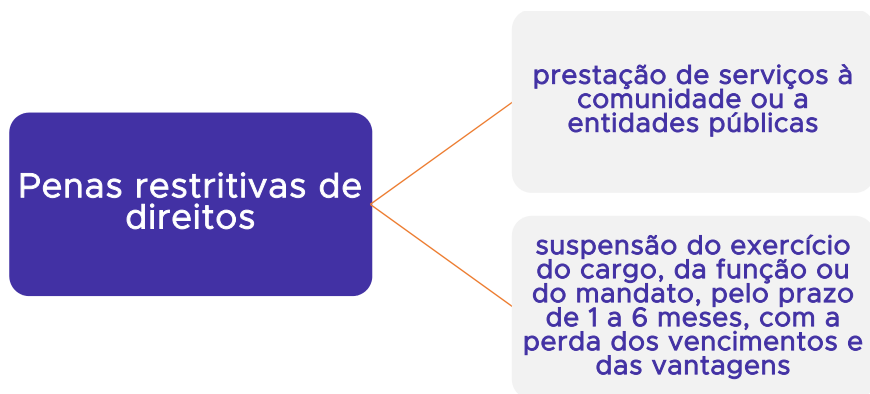 Penas restritivas de
direitos
prestação de serviços à
comunidade ou a
entidades públicas
suspensão do exercício
do cargo, da função ou
do mandato, pelo prazo
de 1 a 6 meses, com a
perda dos vencimentos e
das vantagens